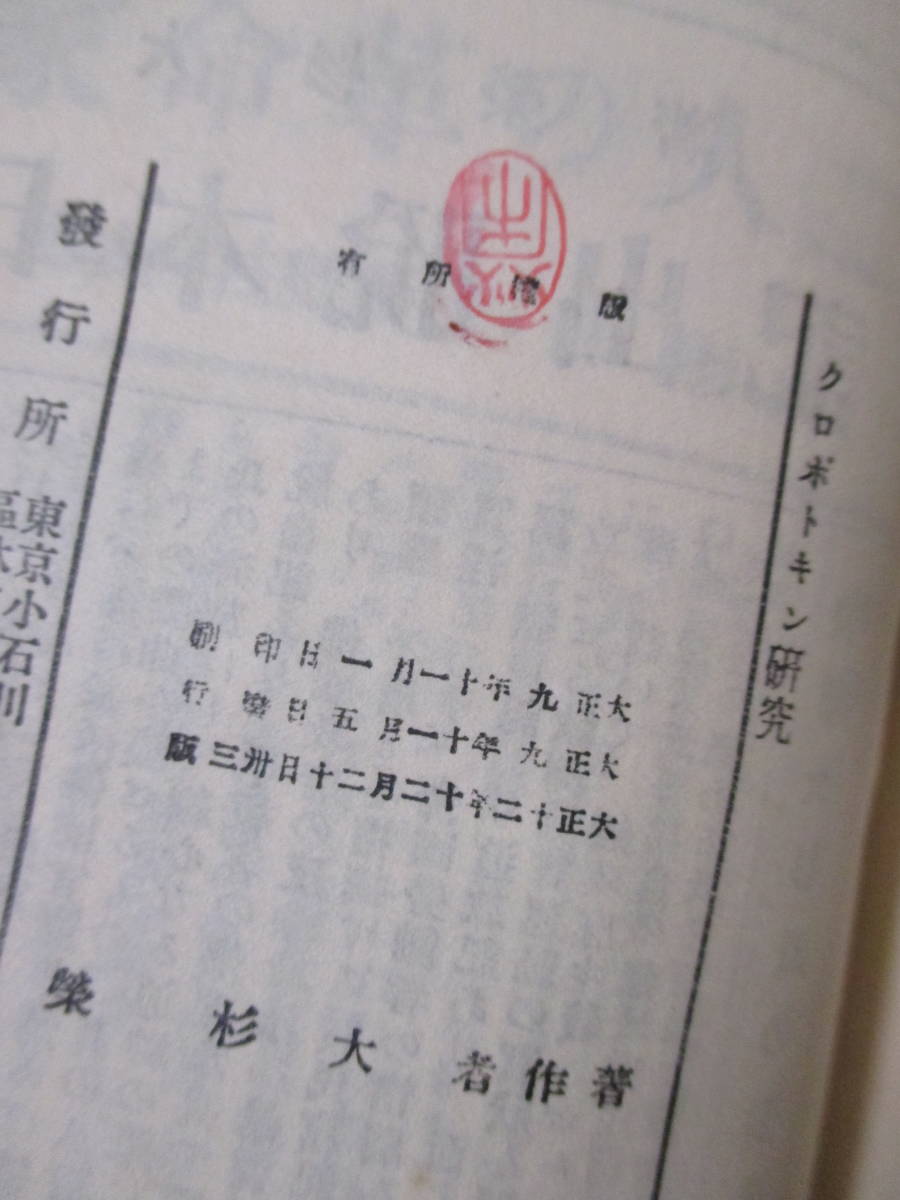 クロポトキン研究
版權所有
大正九年十一月一日印刷
大正九年十一月五日發行
大正十二年十二月二十日卅三版
著作者 大杉榮
發行所
東京小石川
區